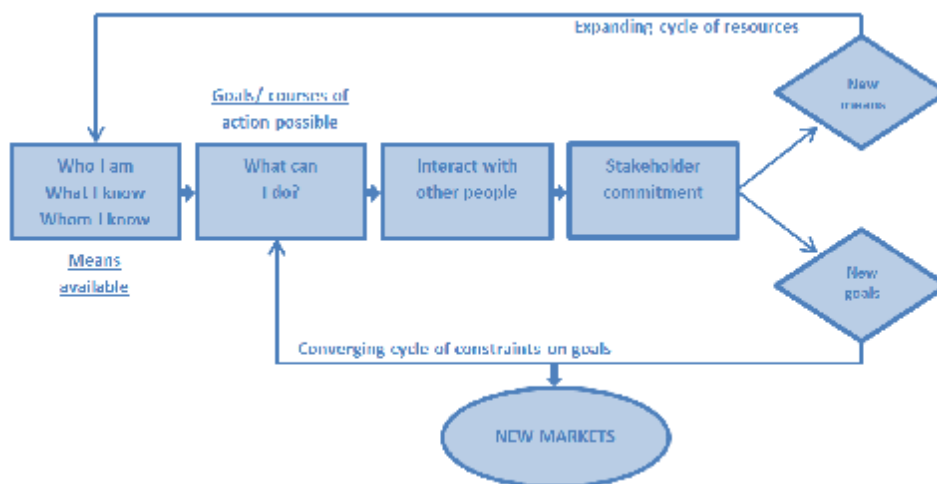 Expanding cycle of resources
New
means
Goals/ courses of
action possible
Who I am
What I know
Whom I know
What can
I do?
Interact with
other people
Stakeholder
commitment
Means
available
New
goals
Converging cycle of constraints on goals
NEW MARKETS